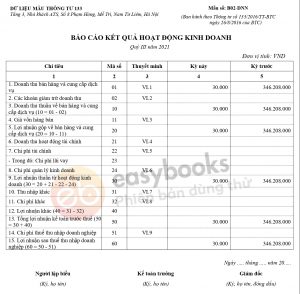 DỮ LIỆU MẪU THÔNG TƯ 133
Tầng 3, Nhà Khách ATS, Số 8 Phạm Hùng, Mễ Trì, Nam Từ Liêm, Hà Nội
Mẫu số: B02-DNN
(Ban hành theo Thông tư số 133/2016/TT-BTC
ngày 26/8/2016 của BTC)
BÁO CÁO KẾT QUẢ HOẠT ĐỘNG KINH DOANH
Quý III năm 2021
Đơn vị tính: VND
Chỉ tiêu Mã số Thuyết minh Kỳ này Kỳ trước
1 2 3 4 5
1. Doanh thu bán hàng và cung cấp dịch vụ 01 VI.1 30.000 346.208.000
2. Các khoản giảm trừ doanh thu 02 VI.2
3. Doanh thu thuần về bán hàng và cung cấp dịch vụ (10 = 01 - 02) 10 30.000 346.208.000
4. Giá vốn hàng bán 11 VI.3
5. Lợi nhuận gộp về bán hàng và cung cấp dịch vụ (20 = 10 - 11) 20 30.000 346.208.000
6. Doanh thu hoạt động tài chính 21 VI.4
7. Chi phí tài chính 22 VI.5
- Trong đó: Chi phí lãi vay 23
8. Chi phí quản lý kinh doanh 24 VI.6
9. Lợi nhuận thuần từ hoạt động kinh doanh (30 = 20 + 21 - 22 - 24) 30 30.000 346.208.000
10. Thu nhập khác 31 VI.7
11. Chi phí khác 32 VI.8
12. Lợi nhuận khác (40 = 31 - 32) 40
13. Tổng lợi nhuận kế toán trước thuế (50 = 30 + 40) 50 30.000 346.208.000
14. Chi phí thuế thu nhập doanh nghiệp 51 VI.9
15. Lợi nhuận sau thuế thu nhập doanh nghiệp (60 = 50 - 51) 60 30.000 346.208.000
easybooks
Phiên bản dùng thử
Ngày ..... tháng ..... năm .......
Người lập biểu Kế toán trưởng Giám đốc
(Ký, họ tên) (Ký, họ tên) (Ký, họ tên, đóng dấu)